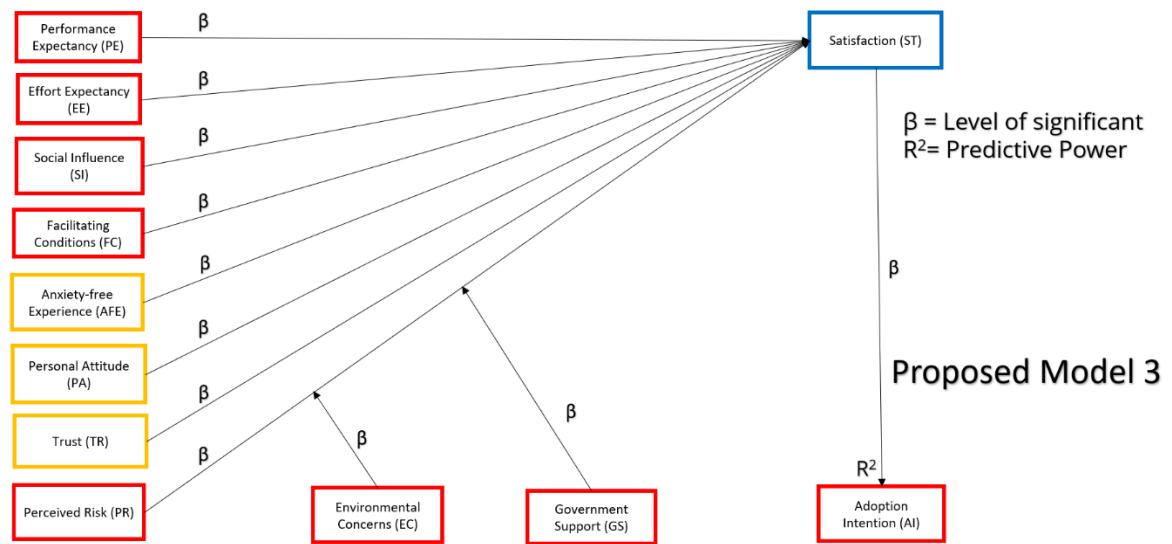 Performance
Expectancy (PE)
β
Satisfaction (ST)
Effort Expectancy
(EE)
β
β = Level of significant
R²= Predictive Power
Social Influence
(SI)
β
Facilitating
Conditions (FC)
β
Anxiety-free
Experience (AFE)
β
β
Personal Attitude
(PA)
β
Proposed Model 3
Trust (TR)
β
β
β
Perceived Risk (PR)
β
Environmental
Concerns (EC)
Government
Support (GS)
R²
Adoption
Intention (AI)